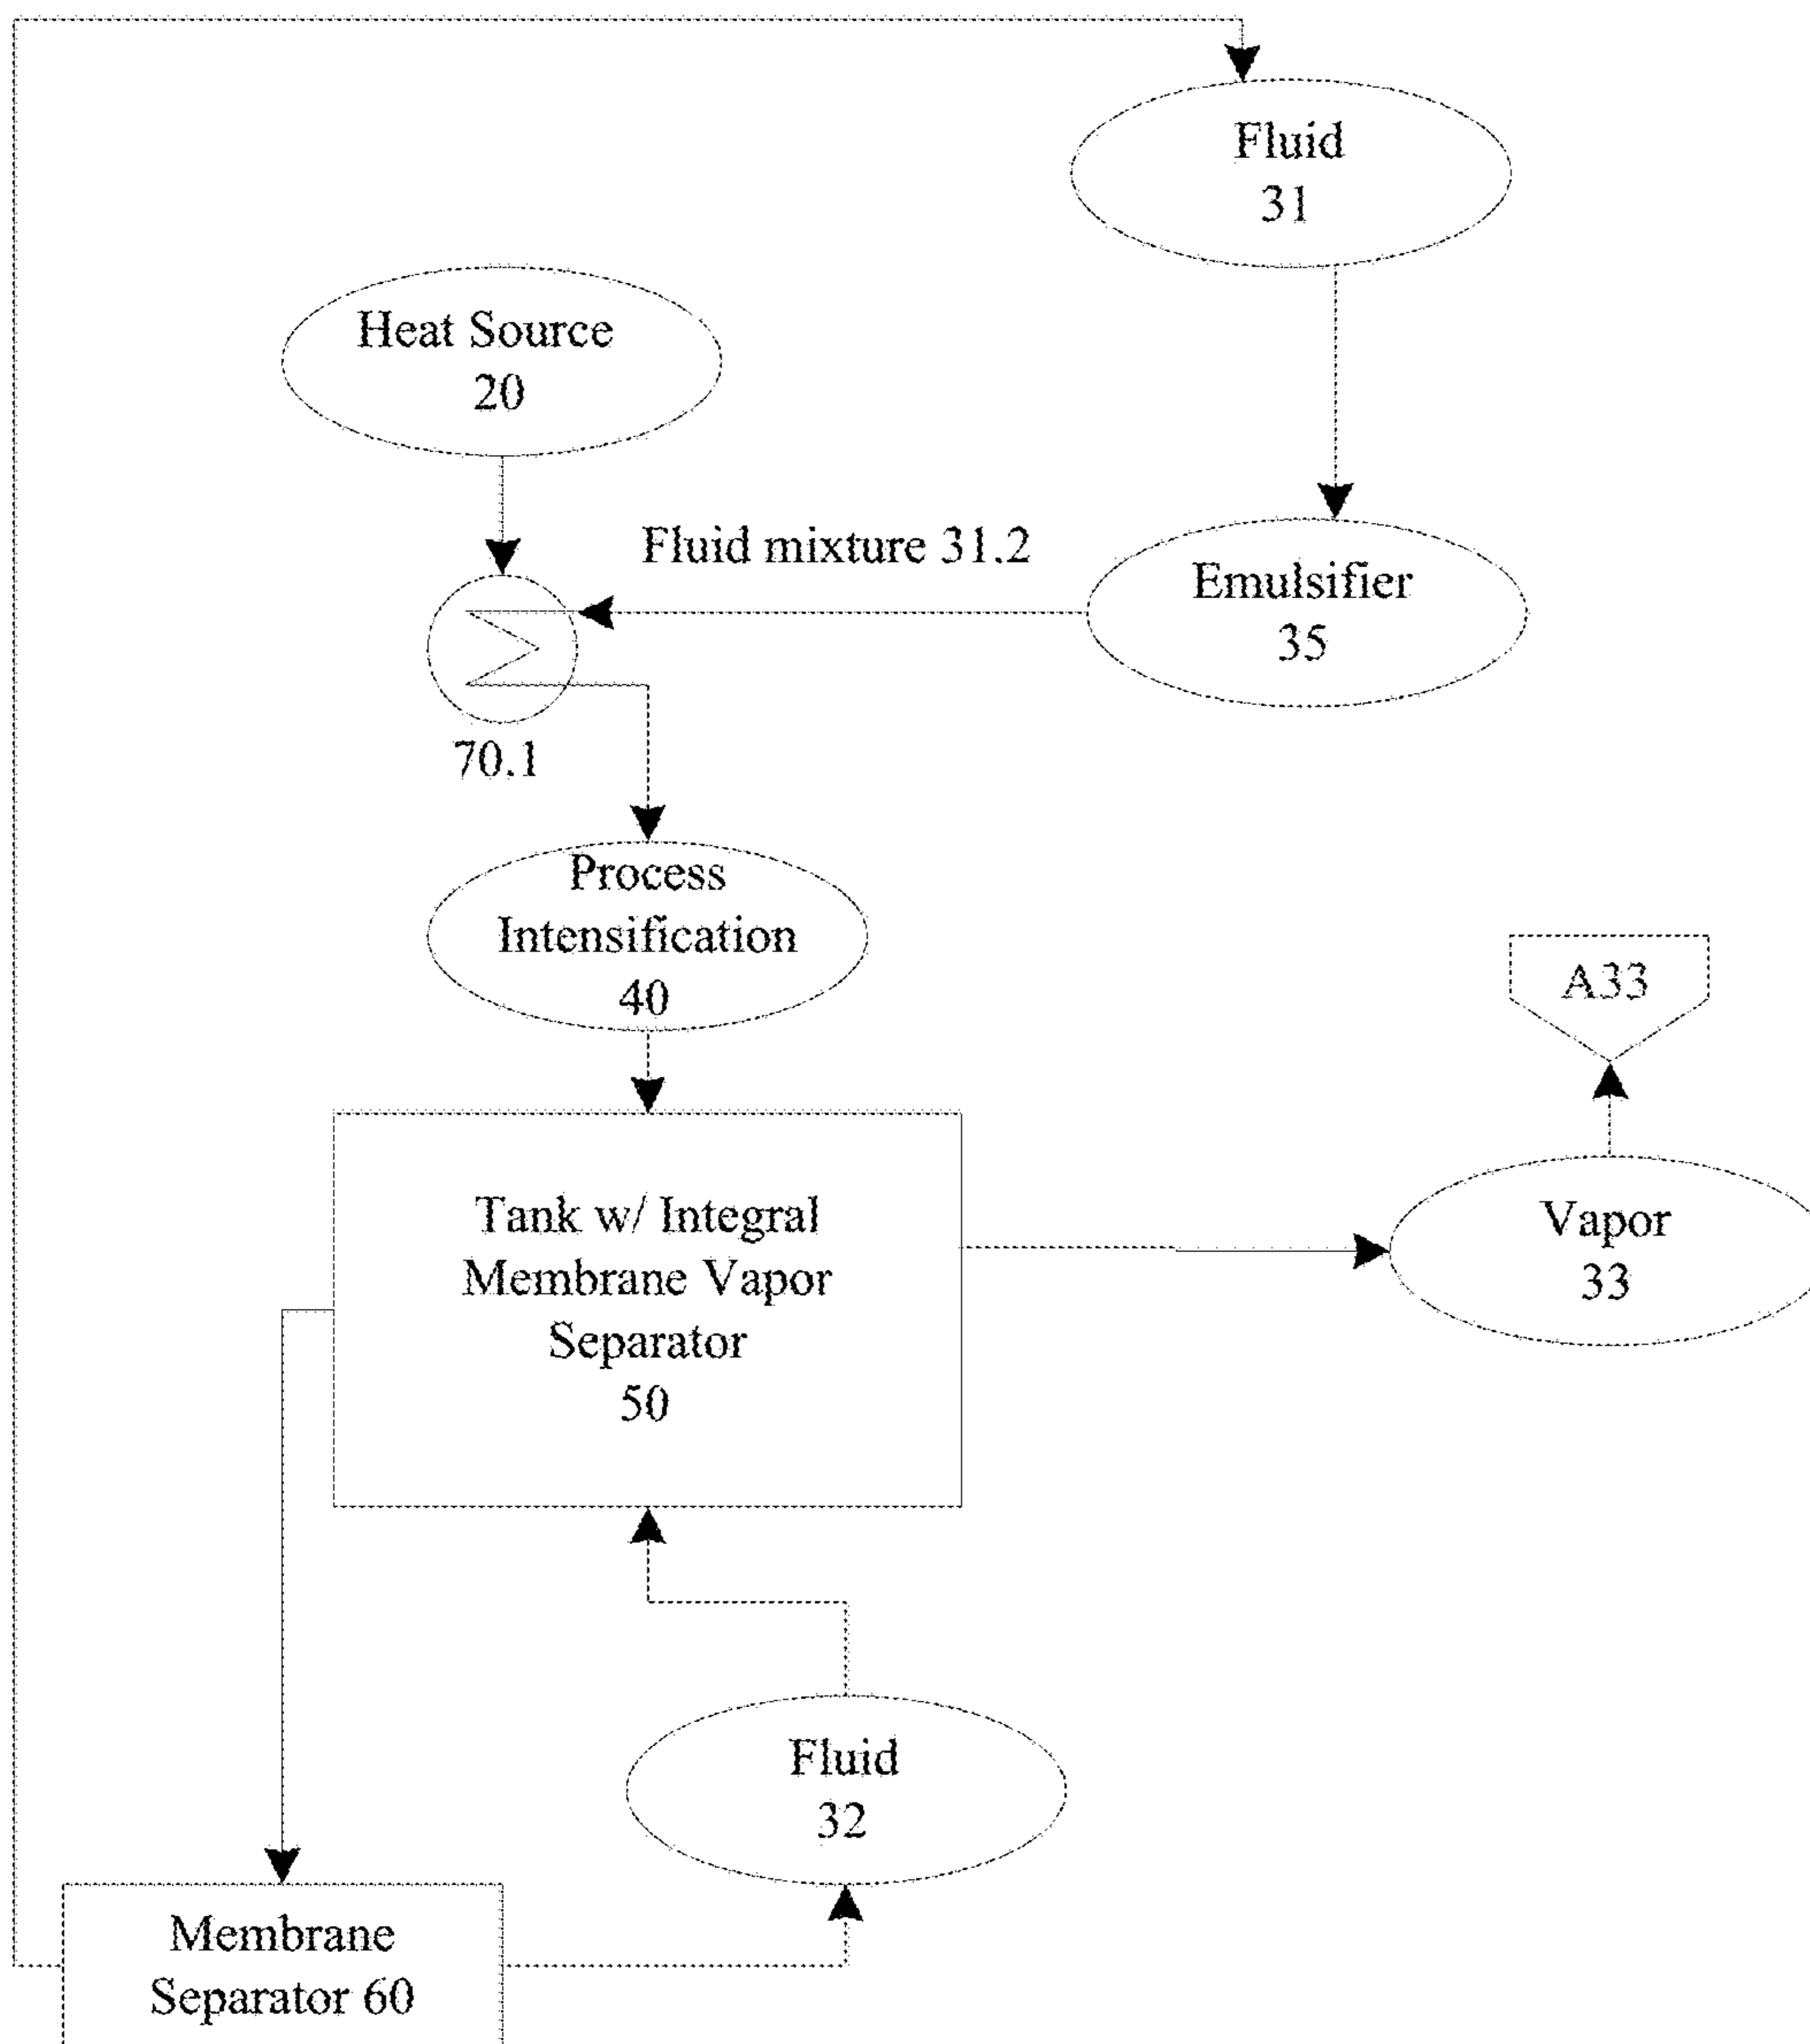 Fluid
31
Heat Source
20
Fluid mixture 31.2
Emulsifier
35
70.1
Process
Intensification
40
A33
Tank w/ Integral
Membrane Vapor
Separator
50
Vapor
33
Fluid
32
Membrane
Separator 60